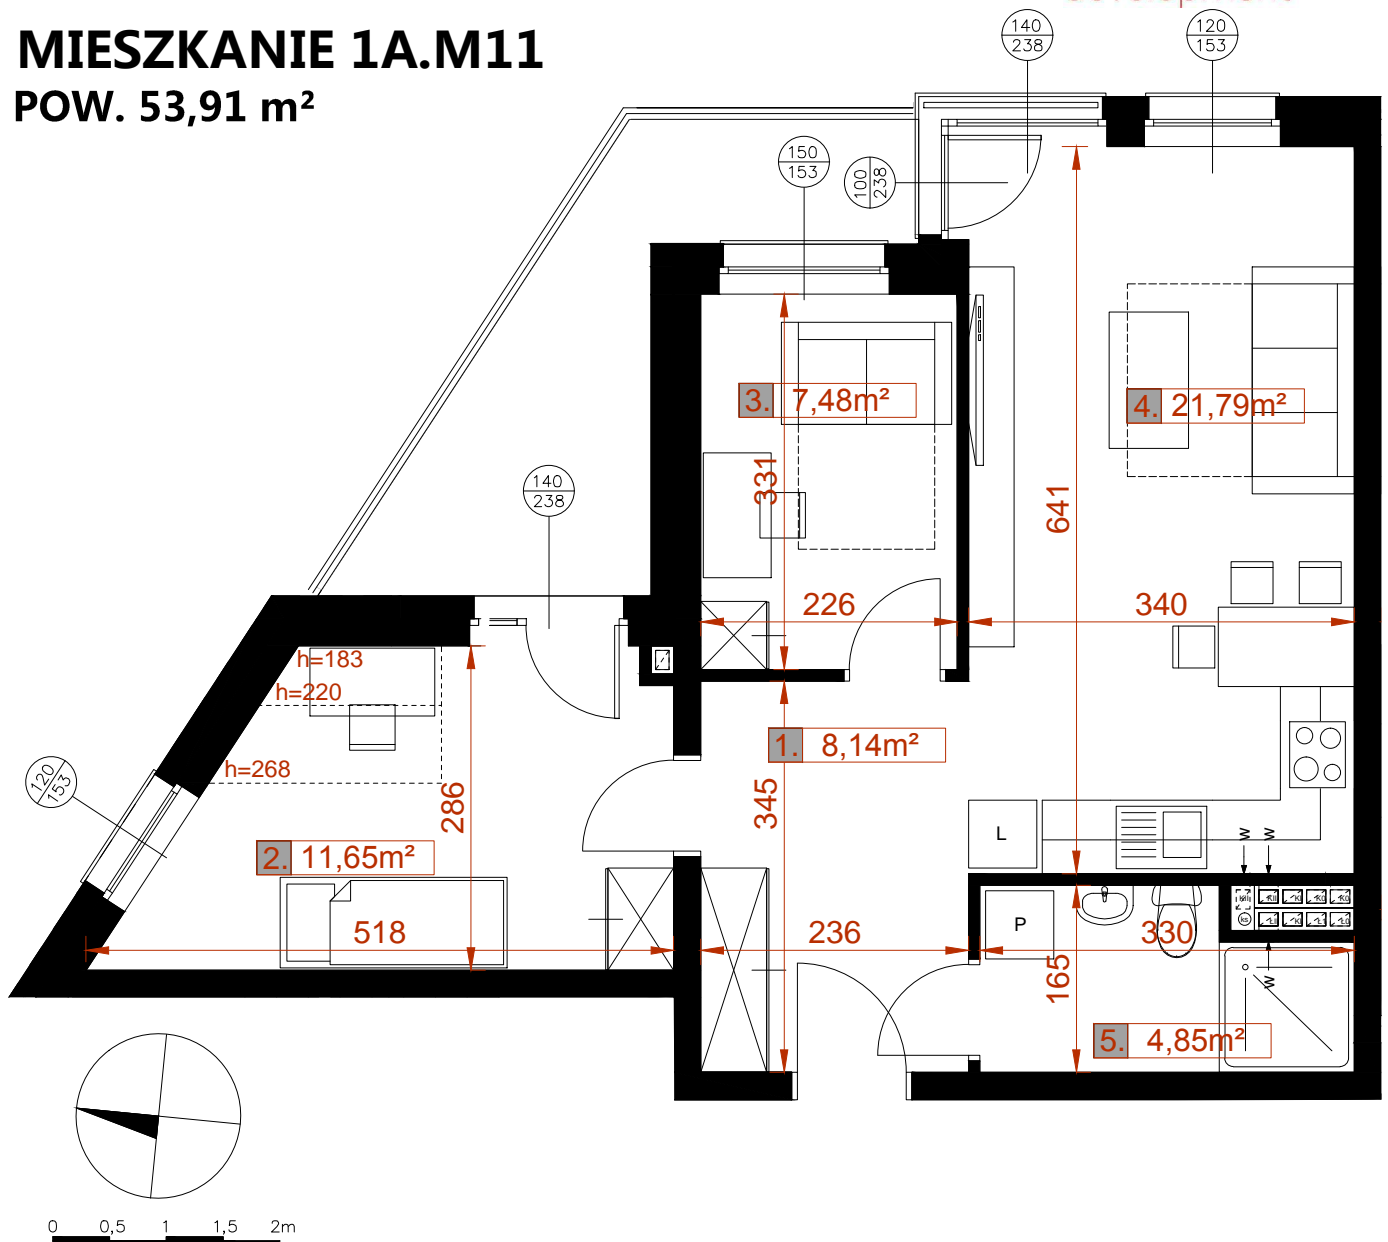 MIESZKANIE 1A.M11
POW. 53,91 m²
140
238
120
153
150
153
100
238
3. 7,48m²
4. 21,79m²
331
641
140
238
226
340
h=183
h=220
h=268
120
153
286
1. 8,14m²
345
L
w w
2. 11,65m²
518
236
P
330
165
w
5. 4,85m²
0 0,5 1 1,5 2m